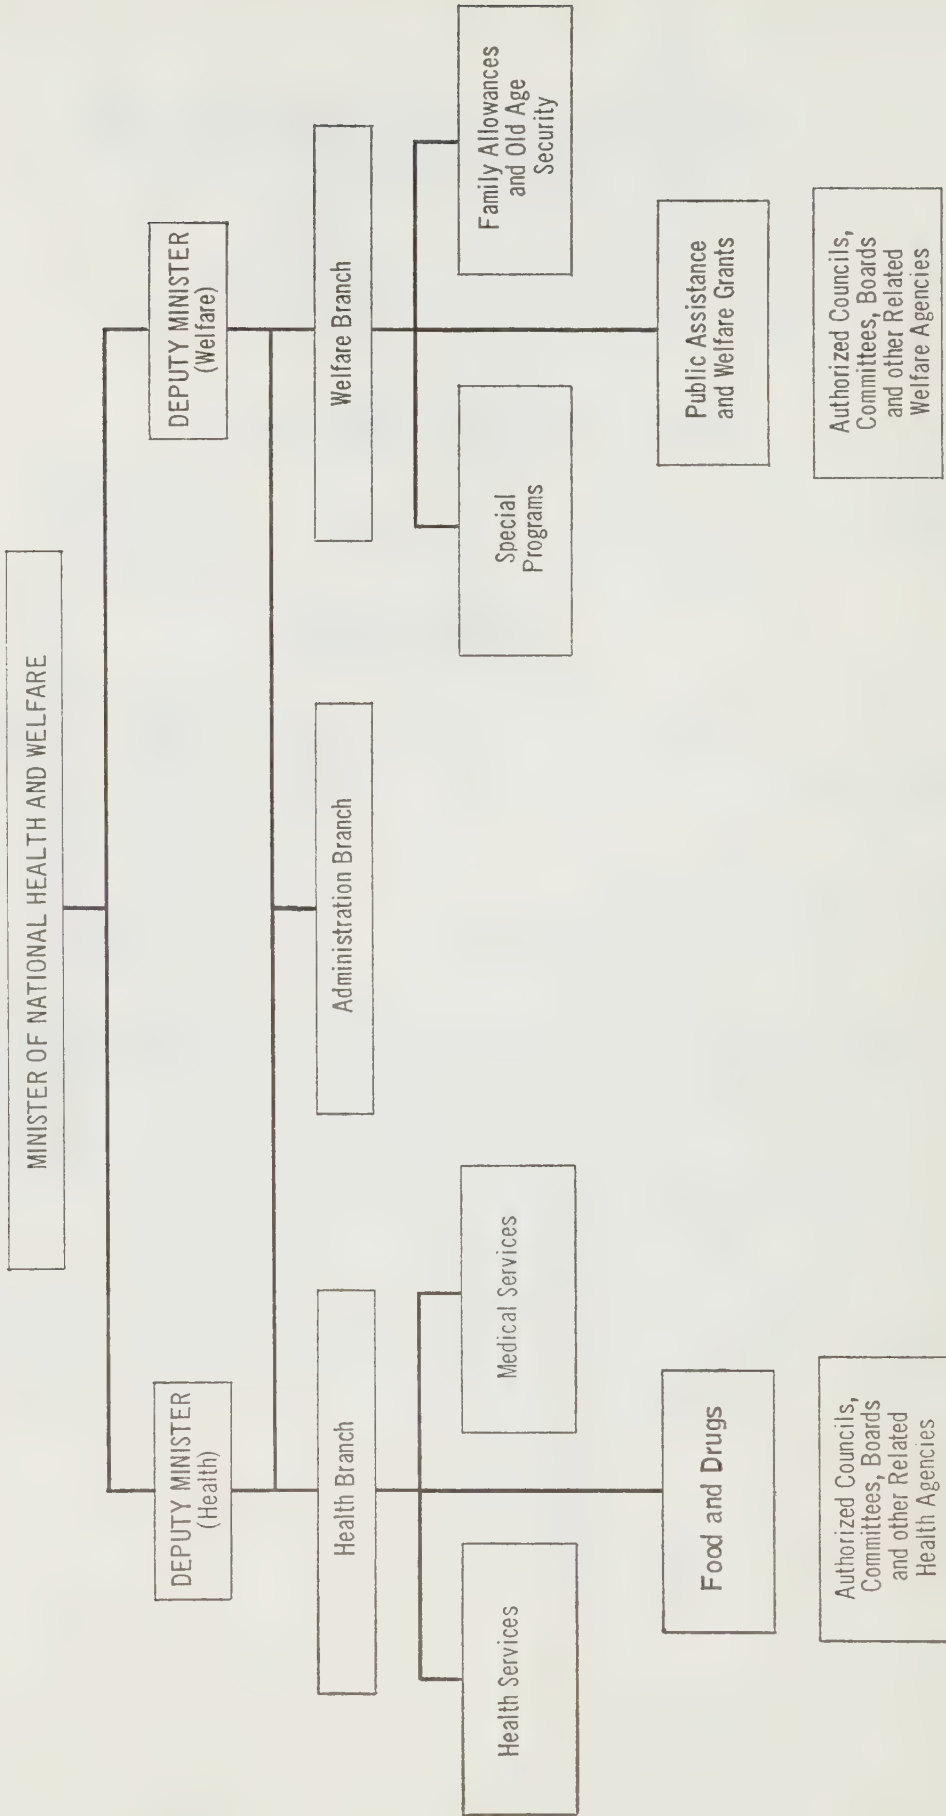 MINISTER OF NATIONAL HEALTH AND WELFARE
DEPUTY MINISTER
(Health)
DEPUTY MINISTER
(Welfare)
Health Branch
Administration Branch
Welfare Branch
Health Services
Medical Services
Special
Programs
Family Allowances
and Old Age
Security
Food and Drugs
Public Assistance
and Welfare Grants
Authorized Councils,
Committees, Boards
and other Related
Health Agencies
Authorized Councils,
Committees, Boards
and other Related
Welfare Agencies